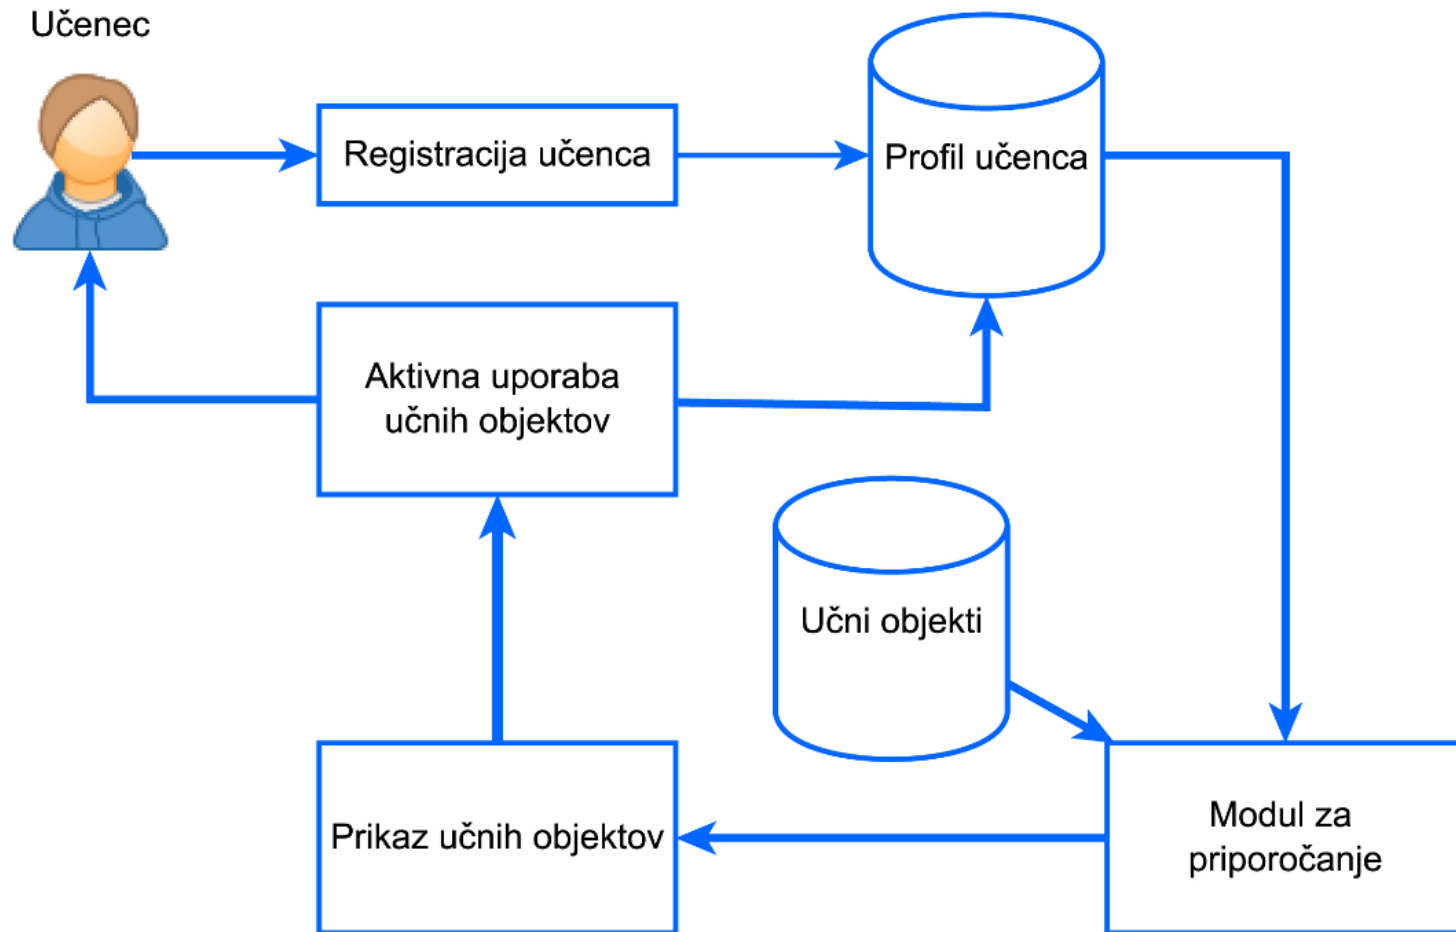 Učenec
Registracija učenca
Profil učenca
Aktivna uporaba
učnih objektov
Učni objekti
Prikaz učnih objektov
Modul za
priporočanje